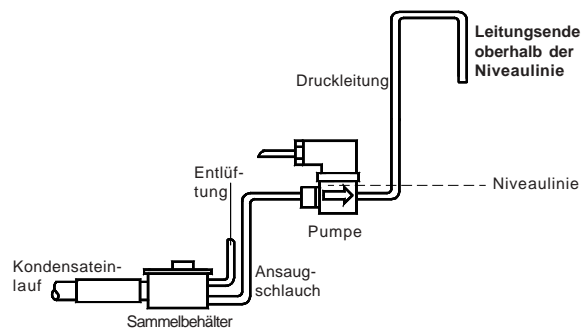 Leitungsende
oberhalb der
Niveaulinie
Druckleitung
Entlüf-
tung
Niveaulinie
Pumpe
Kondensatein-
lauf
Ansaug-
schlauch
Sammelbehälter